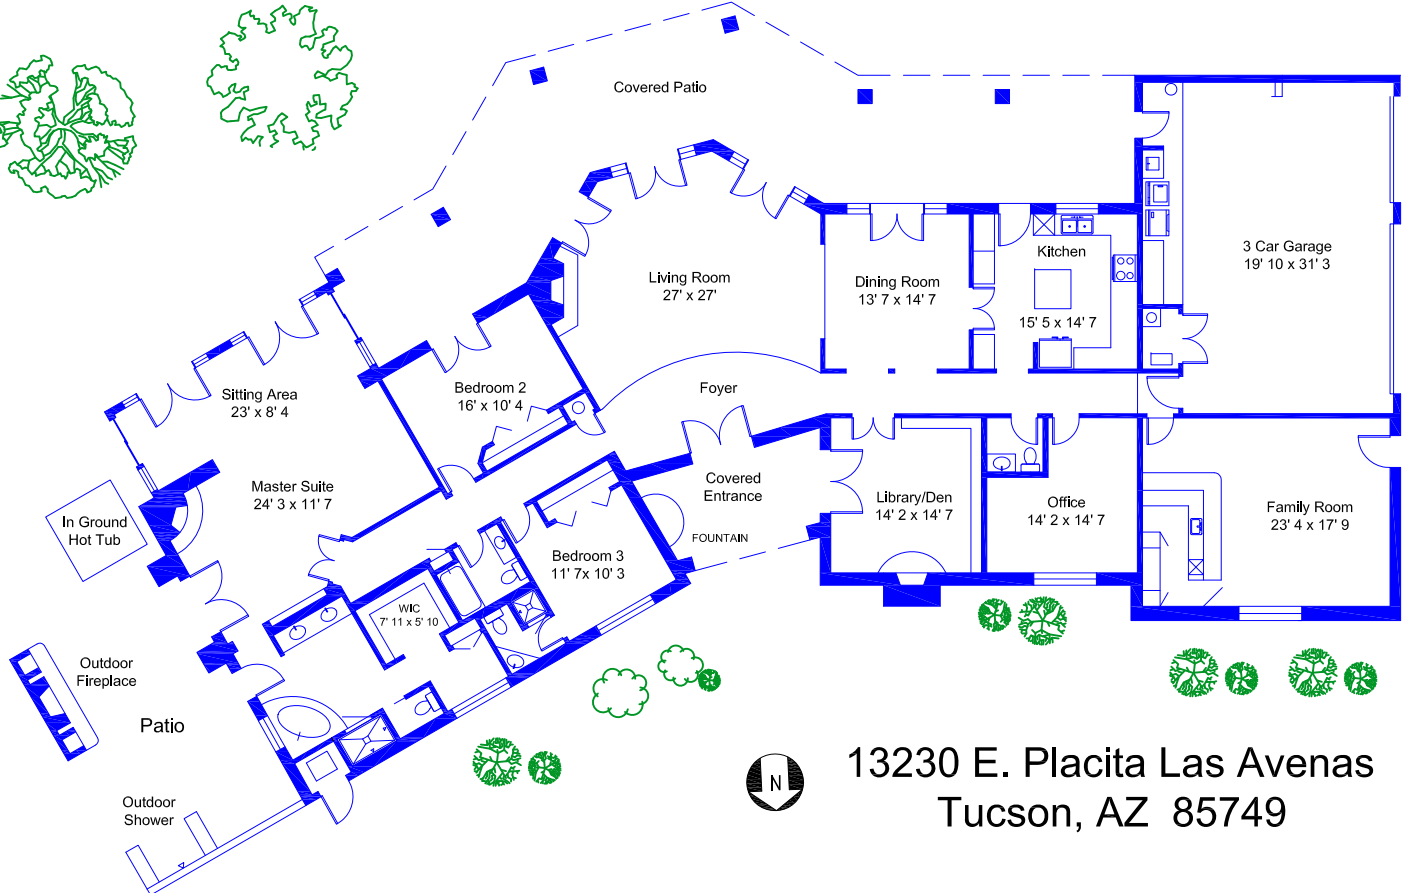 Covered Patio
3 Car Garage
19' 10 x 31' 3
Kitchen
15' 5 x 14' 7
Living Room
27' x 27'
Dining Room
13' 7 x 14' 7
Sitting Area
23' x 8' 4
Bedroom 2
16' x 10' 4
Foyer
Master Suite
24' 3 x 11' 7
Covered
Entrance
FOUNTAIN
Library/Den
14' 2 x 14' 7
Office
14' 2 x 14' 7
Family Room
23' 4 x 17' 9
In Ground
Hot Tub
Bedroom 3
11' 7x 10' 3
WIC
7' 11 x 5' 10
Outdoor
Fireplace
Patio
Outdoor
Shower
N
13230 E. Placita Las Avenas
Tucson, AZ 85749